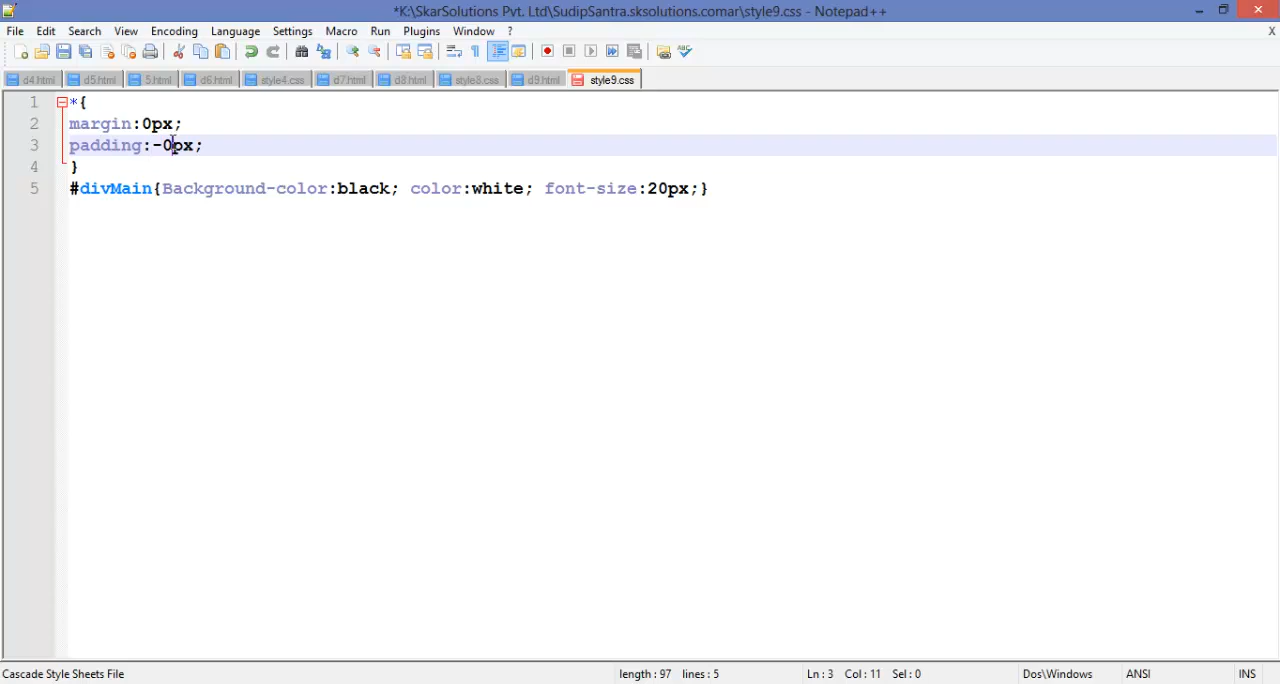 *K:\SkarSolutions Pvt. Ltd\SudipSantra.sksolutions.comar\style9.css - Notepad++
File Edit Search View Encoding Language Settings Macro Run Plugins Window ? X
d4.html d5.html 5.html d6.html style4.css d7.html d8.html style8.css d9.html style9.css
1 *{
2 margin:0px;
3 padding:-0px;
4 }
5 #divMain{Background-color:black; color:white; font-size:20px;}
Cascade Style Sheets File length : 97 lines : 5 Ln : 3 Col : 11 Sel : 0 Dos\Windows ANSI INS